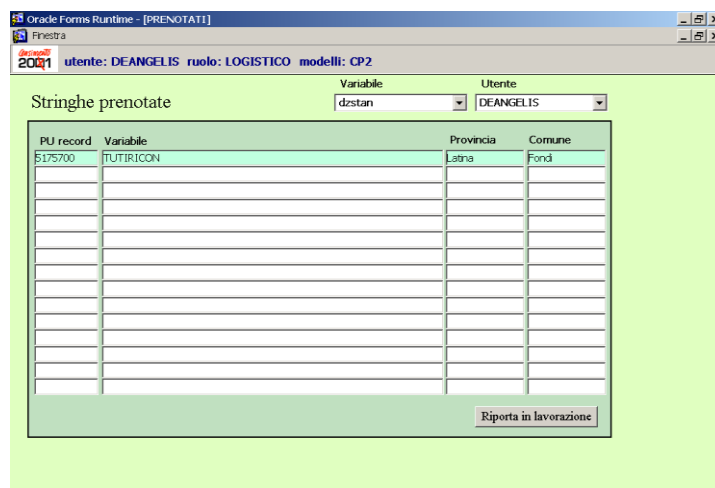 Oracle Forms Runtime - [PRENOTATI]
Finestra
Censimenti
2001 utente: DEANGELIS ruolo: LOGISTICO modelli: CP2
Variabile Utente
Stringhe prenotate dzstan DEANGELIS
PU record Variabile Provincia Comune
5175700 TUTIRICON Latina Fondi
Riporta in lavorazione